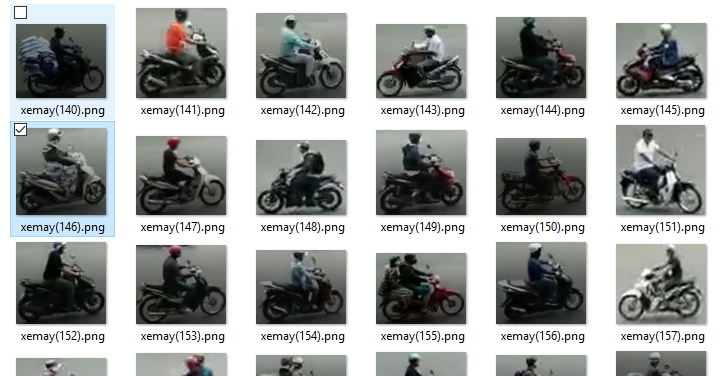 xemay(140).png xemay(141).png xemay(142).png xemay(143).png xemay(144).png xemay(145).png
xemay(146).png xemay(147).png xemay(148).png xemay(149).png xemay(150).png xemay(151).png
xemay(152).png xemay(153).png xemay(154).png xemay(155).png xemay(156).png xemay(157).png